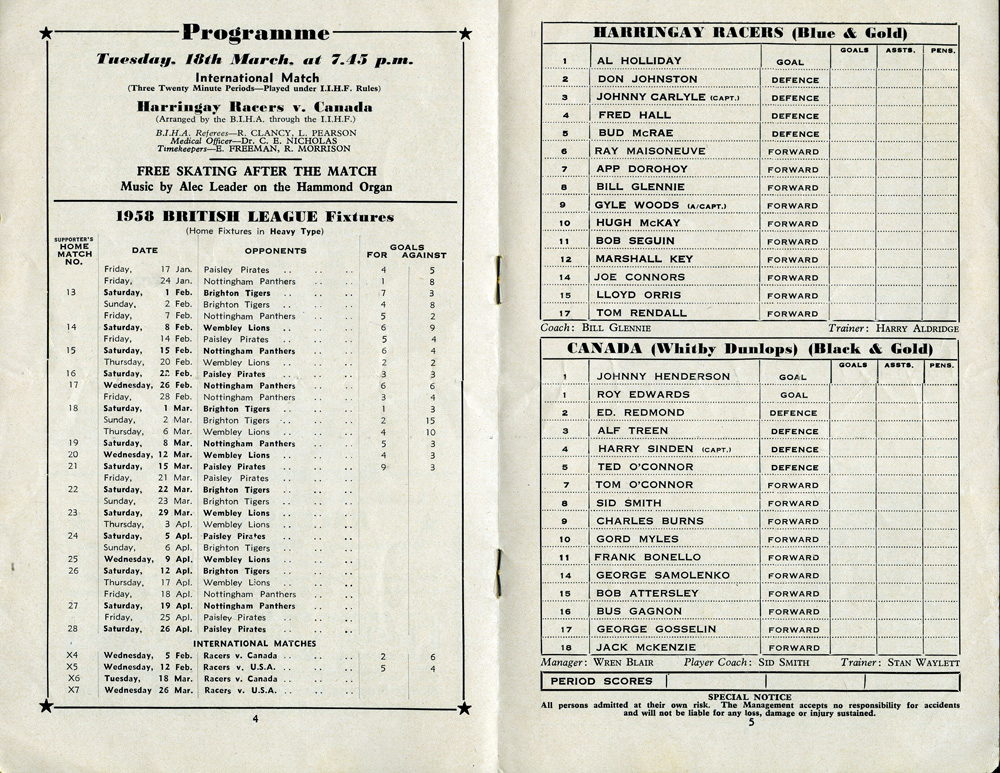 Programme
Tuesday, 18th March, at 7.45 p.m.
International Match
(Three Twenty Minute Periods—Played under I.I.H.F. Rules)
Harringay Racers v. Canada
(Arranged by the B.I.H.A. through the I.I.H.F.)
B.I.H.A. Referees—R. CLANCY, L. PEARSON
Medical Officer—Dr. C. E. NICHOLAS
Timekeepers—E. FREEMAN, R. MORRISON
FREE SKATING AFTER THE MATCH
Music by Alec Leader on the Hammond Organ
1958 BRITISH LEAGUE Fixtures
(Home Fixtures in Heavy Type)
SUPPORTER'S HOME MATCH NO. DATE OPPONENTS GOALS FOR AGAINST
Friday, 17 Jan. Paisley Pirates .. .. .. 4 5
Friday, 24 Jan. Nottingham Panthers .. .. 1 8
13 Saturday, 1 Feb. Brighton Tigers .. .. .. 7 3
Sunday, 2 Feb. Brighton Tigers .. .. .. 4 8
Friday, 7 Feb. Nottingham Panthers .. .. 5 2
14 Saturday, 8 Feb. Wembley Lions .. .. .. 6 9
Friday, 14 Feb. Paisley Pirates .. .. .. 5 4
15 Saturday, 15 Feb. Nottingham Panthers .. .. 6 4
Thursday, 20 Feb. Wembley Lions .. .. .. 2 2
16 Saturday, 22 Feb. Paisley Pirates .. .. .. 3 3
17 Wednesday, 26 Feb. Nottingham Panthers .. .. 6 6
Friday, 28 Feb. Nottingham Panthers .. .. 3 4
18 Saturday, 1 Mar. Brighton Tigers .. .. .. 1 3
Sunday, 2 Mar. Brighton Tigers .. .. .. 2 15
Thursday, 6 Mar. Wembley Lions .. .. .. 4 10
19 Saturday, 8 Mar. Nottingham Panthers .. .. 5 3
20 Wednesday, 12 Mar. Wembley Lions .. .. .. 4 3
21 Saturday, 15 Mar. Paisley Pirates .. .. .. 9 3
Friday, 21 Mar. Paisley Pirates .. .. ..
22 Saturday, 22 Mar. Brighton Tigers .. .. ..
Sunday, 23 Mar. Brighton Tigers .. .. ..
23 Saturday, 29 Mar. Wembley Lions .. .. ..
Thursday, 3 Apl. Wembley Lions .. .. ..
24 Saturday, 5 Apl. Paisley Pirates .. .. ..
Sunday, 6 Apl. Brighton Tigers .. .. ..
25 Wednesday, 9 Apl. Wembley Lions .. .. ..
26 Saturday, 12 Apl. Brighton Tigers .. .. ..
Thursday, 17 Apl. Wembley Lions .. .. ..
Friday, 18 Apl. Nottingham Panthers .. ..
27 Saturday, 19 Apl. Nottingham Panthers .. ..
Friday, 25 Apl. Paisley Pirates .. .. ..
28 Saturday, 26 Apl. Paisley Pirates .. .. ..
INTERNATIONAL MATCHES
X4 Wednesday, 5 Feb. Racers v. Canada .. .. .. 2 6
X5 Wednesday, 12 Feb. Racers v. U.S.A. .. .. .. 5 4
X6 Tuesday, 18 Mar. Racers v. Canada .. .. ..
X7 Wednesday 26 Mar. Racers v. U.S.A. .. .. ..
4
HARRINGAY RACERS (Blue & Gold)
GOALS ASSTS. PENS.
1 AL HOLLIDAY GOAL
2 DON JOHNSTON DEFENCE
3 JOHNNY CARLYLE (CAPT.) DEFENCE
4 FRED HALL DEFENCE
5 BUD McRAE DEFENCE
6 RAY MAISONEUVE FORWARD
7 APP DOROHOY FORWARD
8 BILL GLENNIE FORWARD
9 GYLE WOODS (A/CAPT.) FORWARD
10 HUGH McKAY FORWARD
11 BOB SEGUIN FORWARD
12 MARSHALL KEY FORWARD
14 JOE CONNORS FORWARD
15 LLOYD ORRIS FORWARD
17 TOM RENDALL FORWARD
Coach: BILL GLENNIE Trainer: HARRY ALDRIDGE
CANADA (Whitby Dunlops) (Black & Gold)
GOALS ASSTS. PENS.
1 JOHNNY HENDERSON GOAL
1 ROY EDWARDS GOAL
2 ED. REDMOND DEFENCE
3 ALF TREEN DEFENCE
4 HARRY SINDEN (CAPT.) DEFENCE
5 TED O'CONNOR DEFENCE
7 TOM O'CONNOR FORWARD
8 SID SMITH FORWARD
9 CHARLES BURNS FORWARD
10 GORD MYLES FORWARD
11 FRANK BONELLO FORWARD
14 GEORGE SAMOLENKO FORWARD
15 BOB ATTERSLEY FORWARD
16 BUS GAGNON FORWARD
17 GEORGE GOSSELIN FORWARD
18 JACK McKENZIE FORWARD
Manager: WREN BLAIR Player Coach: SID SMITH Trainer: STAN WAYLETT
PERIOD SCORES
SPECIAL NOTICE
All persons admitted at their own risk. The Management accepts no responsibility for accidents
and will not be liable for any loss, damage or injury sustained.
5